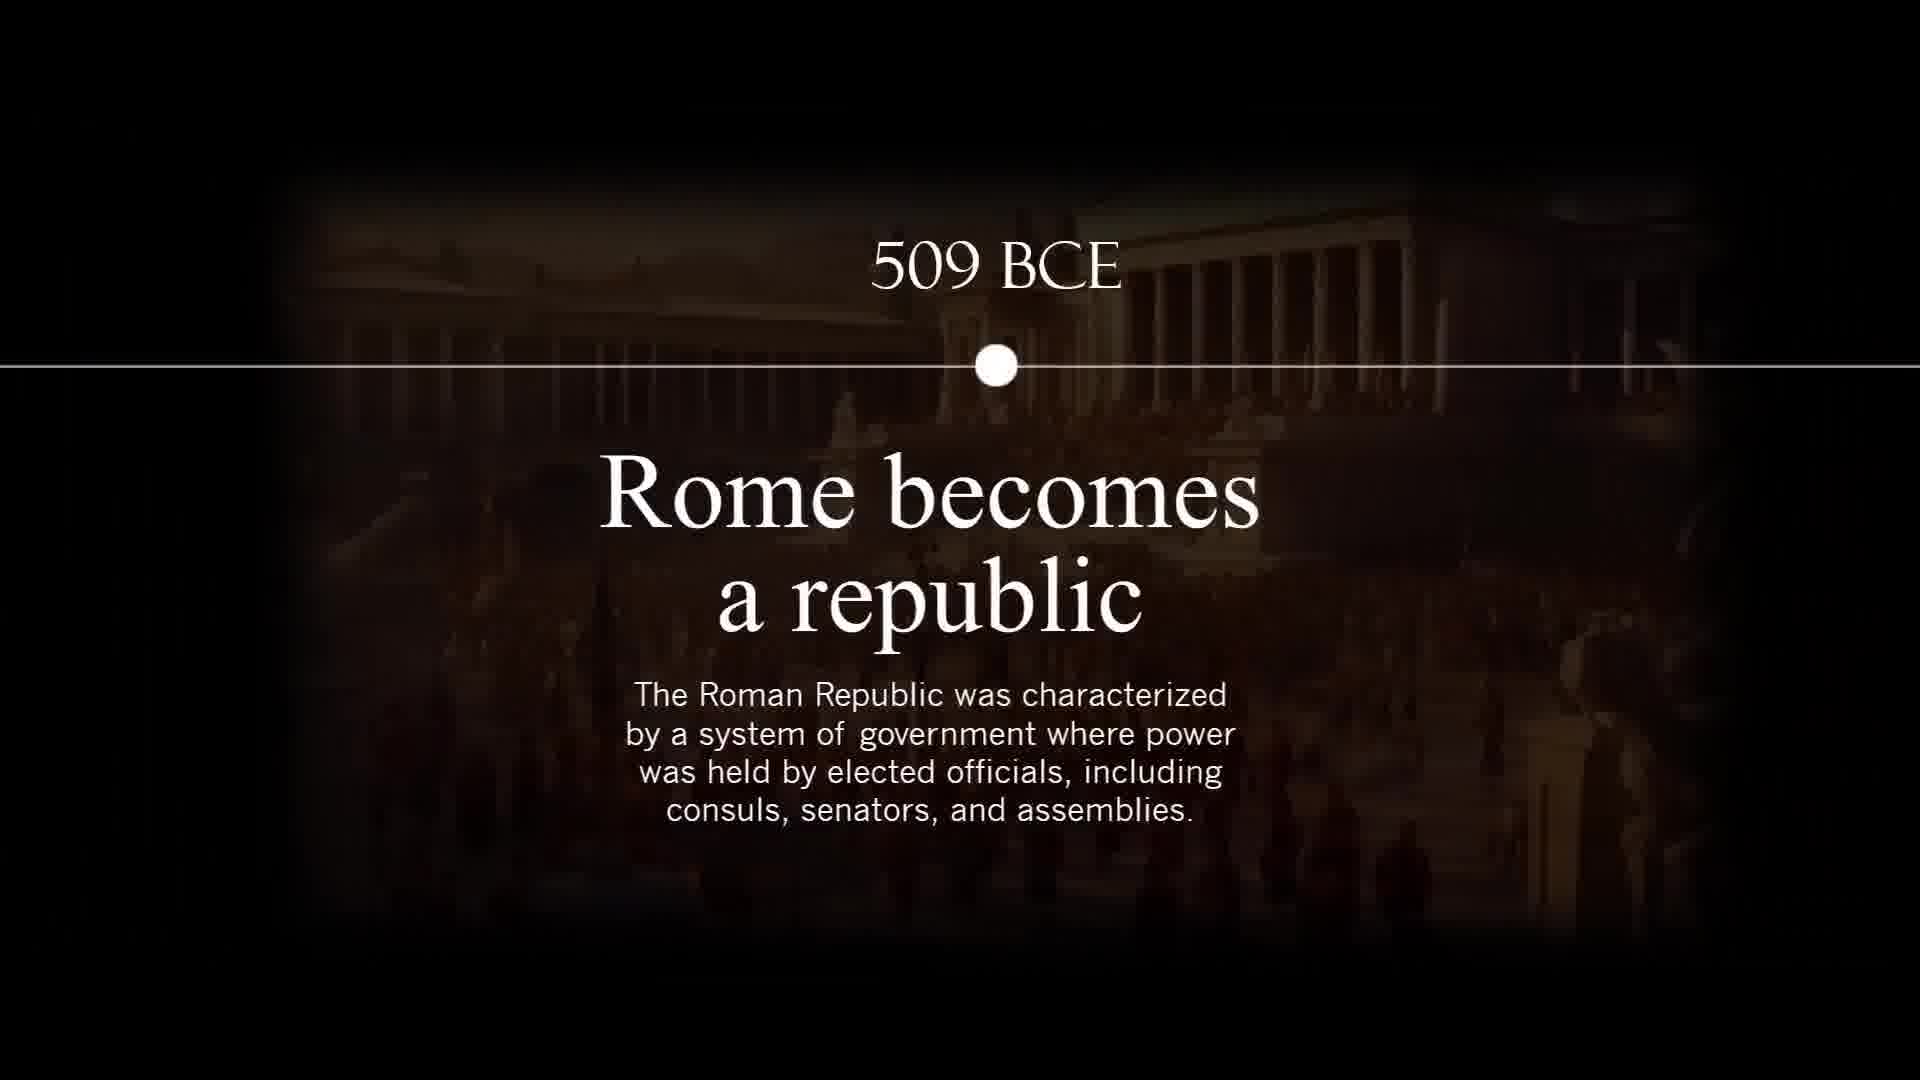 509 BCE
Rome becomes
a republic
The Roman Republic was characterized
by a system of government where power
was held by elected officials, including
consuls, senators, and assemblies.